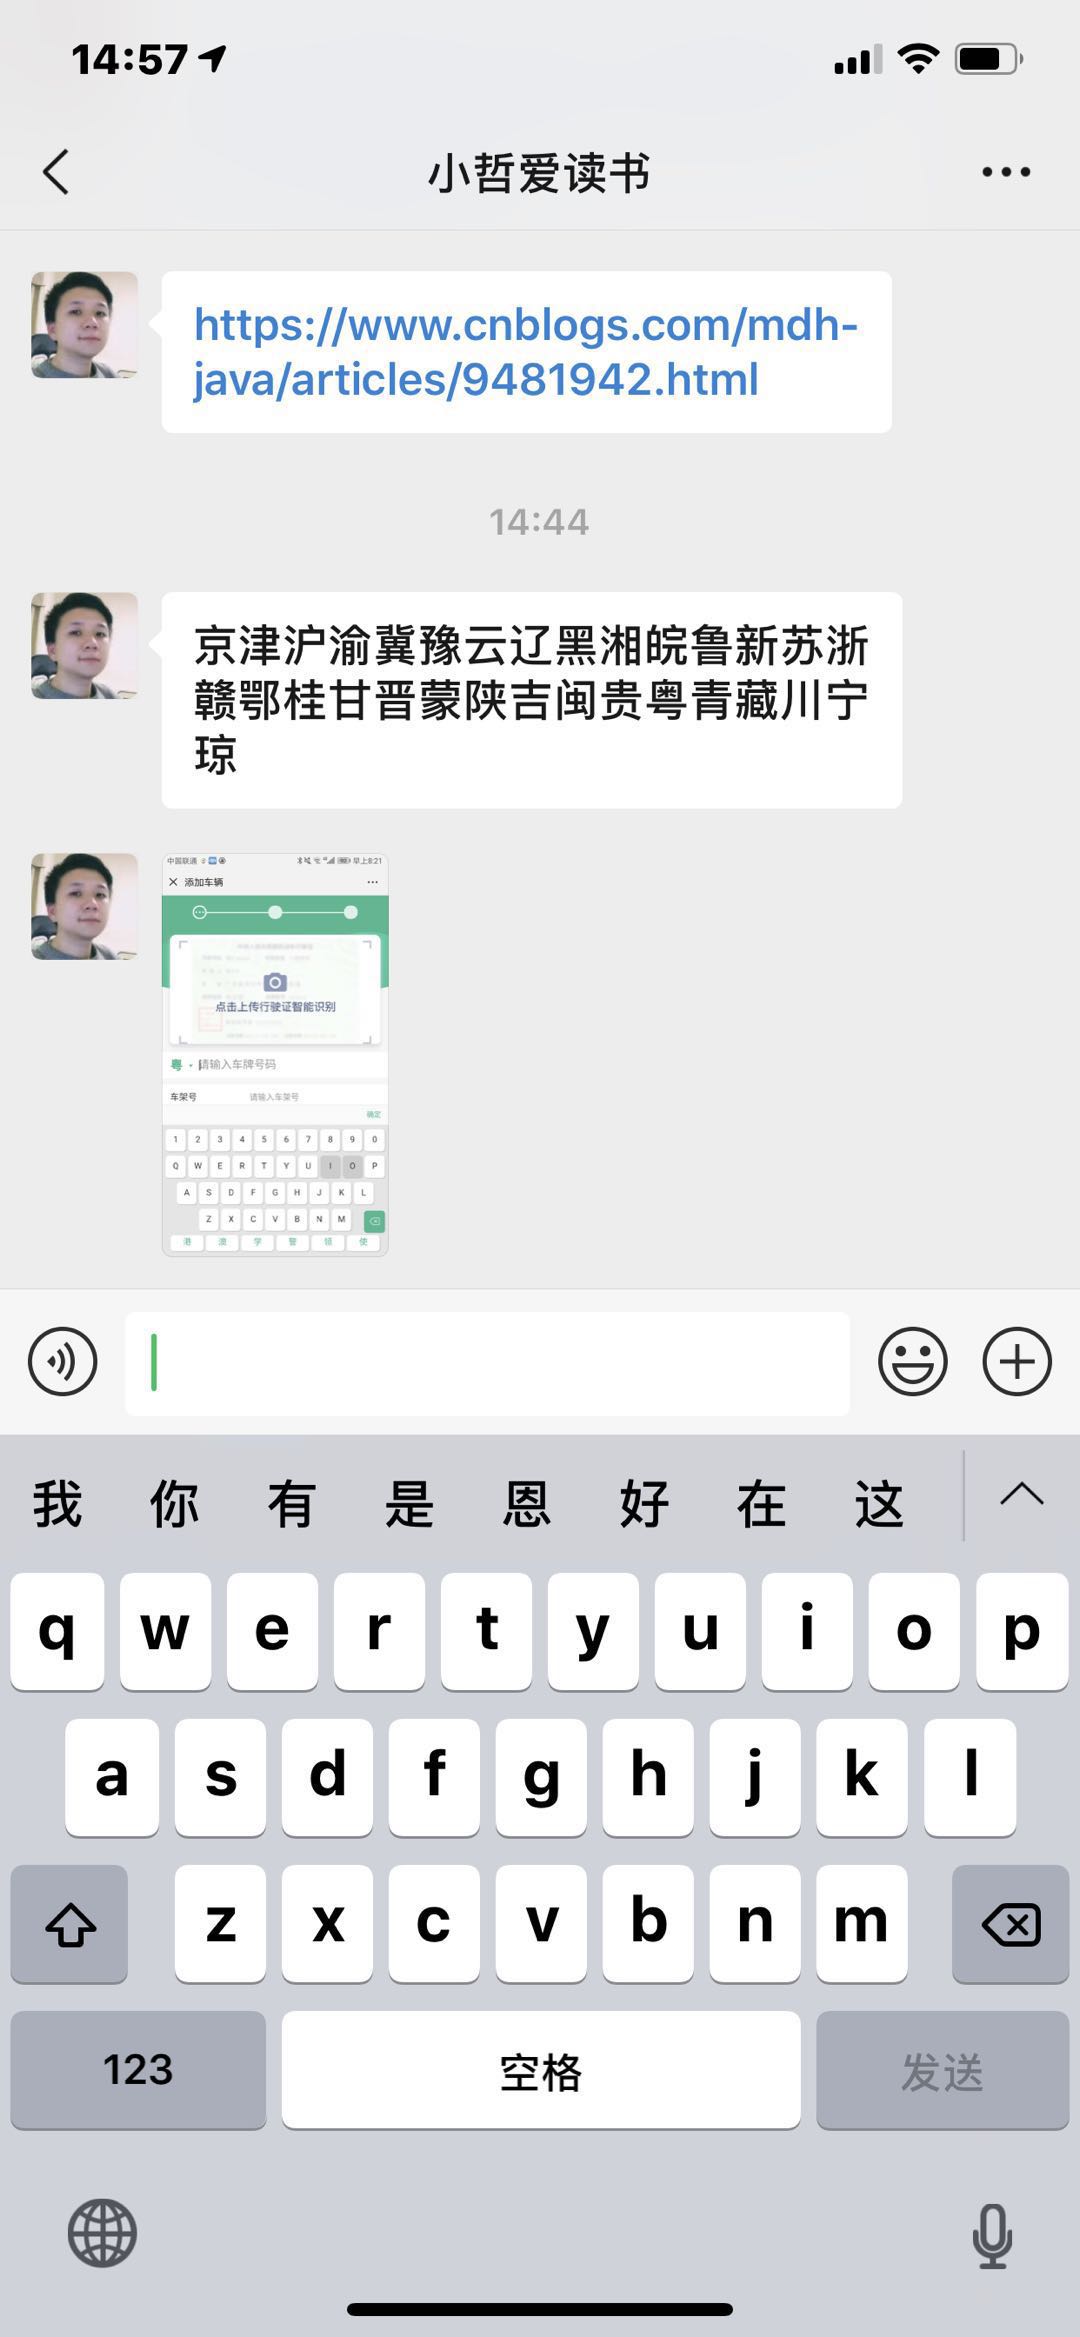 14:57
小哲爱读书
https://www.cnblogs.com/mdh-
java/articles/9481942.html
14:44
京津沪渝冀豫云辽黑湘皖鲁新苏浙
赣鄂桂甘晋蒙陕吉闽贵粤青藏川宁
琼
中国联通
早上8:21
添加车辆
点击上传行驶证智能识别
粤 请输入车牌号码
车架号 请输入车架号
确定
1 2 3 4 5 6 7 8 9 0
Q W E R T Y U I O P
A S D F G H J K L
Z X C V B N M
港 澳 学 警 领 使
我 你 有 是 恩 好 在 这
q w e r t y u i o p
a s d f g h j k l
z x c v b n m
123 空格 发送